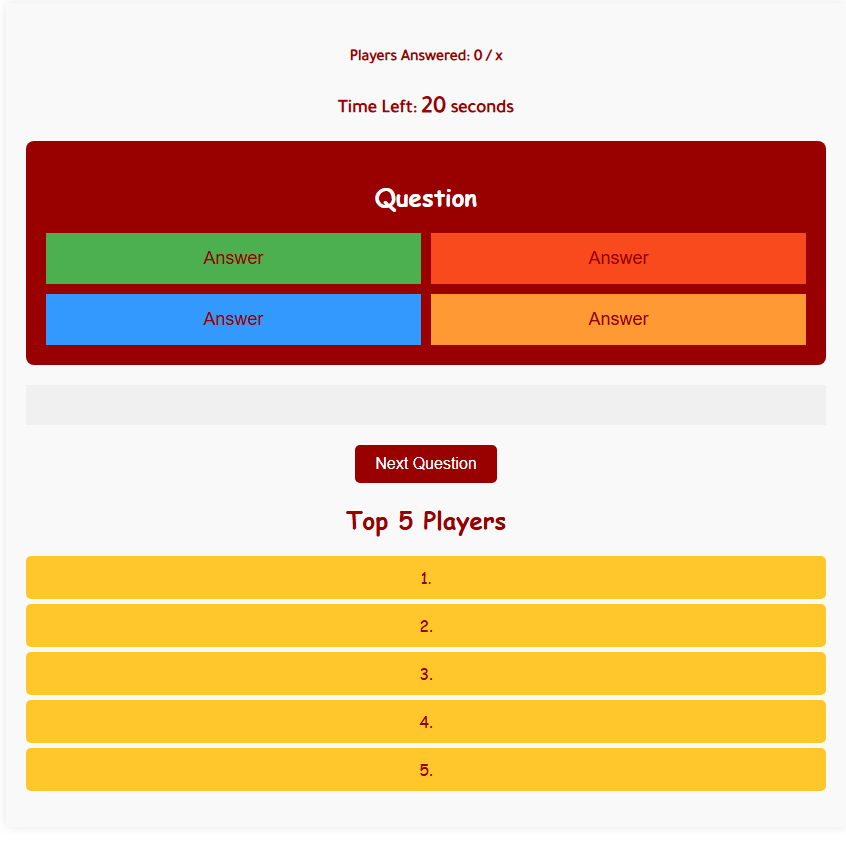 Players Answered: 0 / x
Time Left: 20 seconds
Question
Answer
Answer
Answer
Answer
Next Question
Top 5 Players
1.
2.
3.
4.
5.